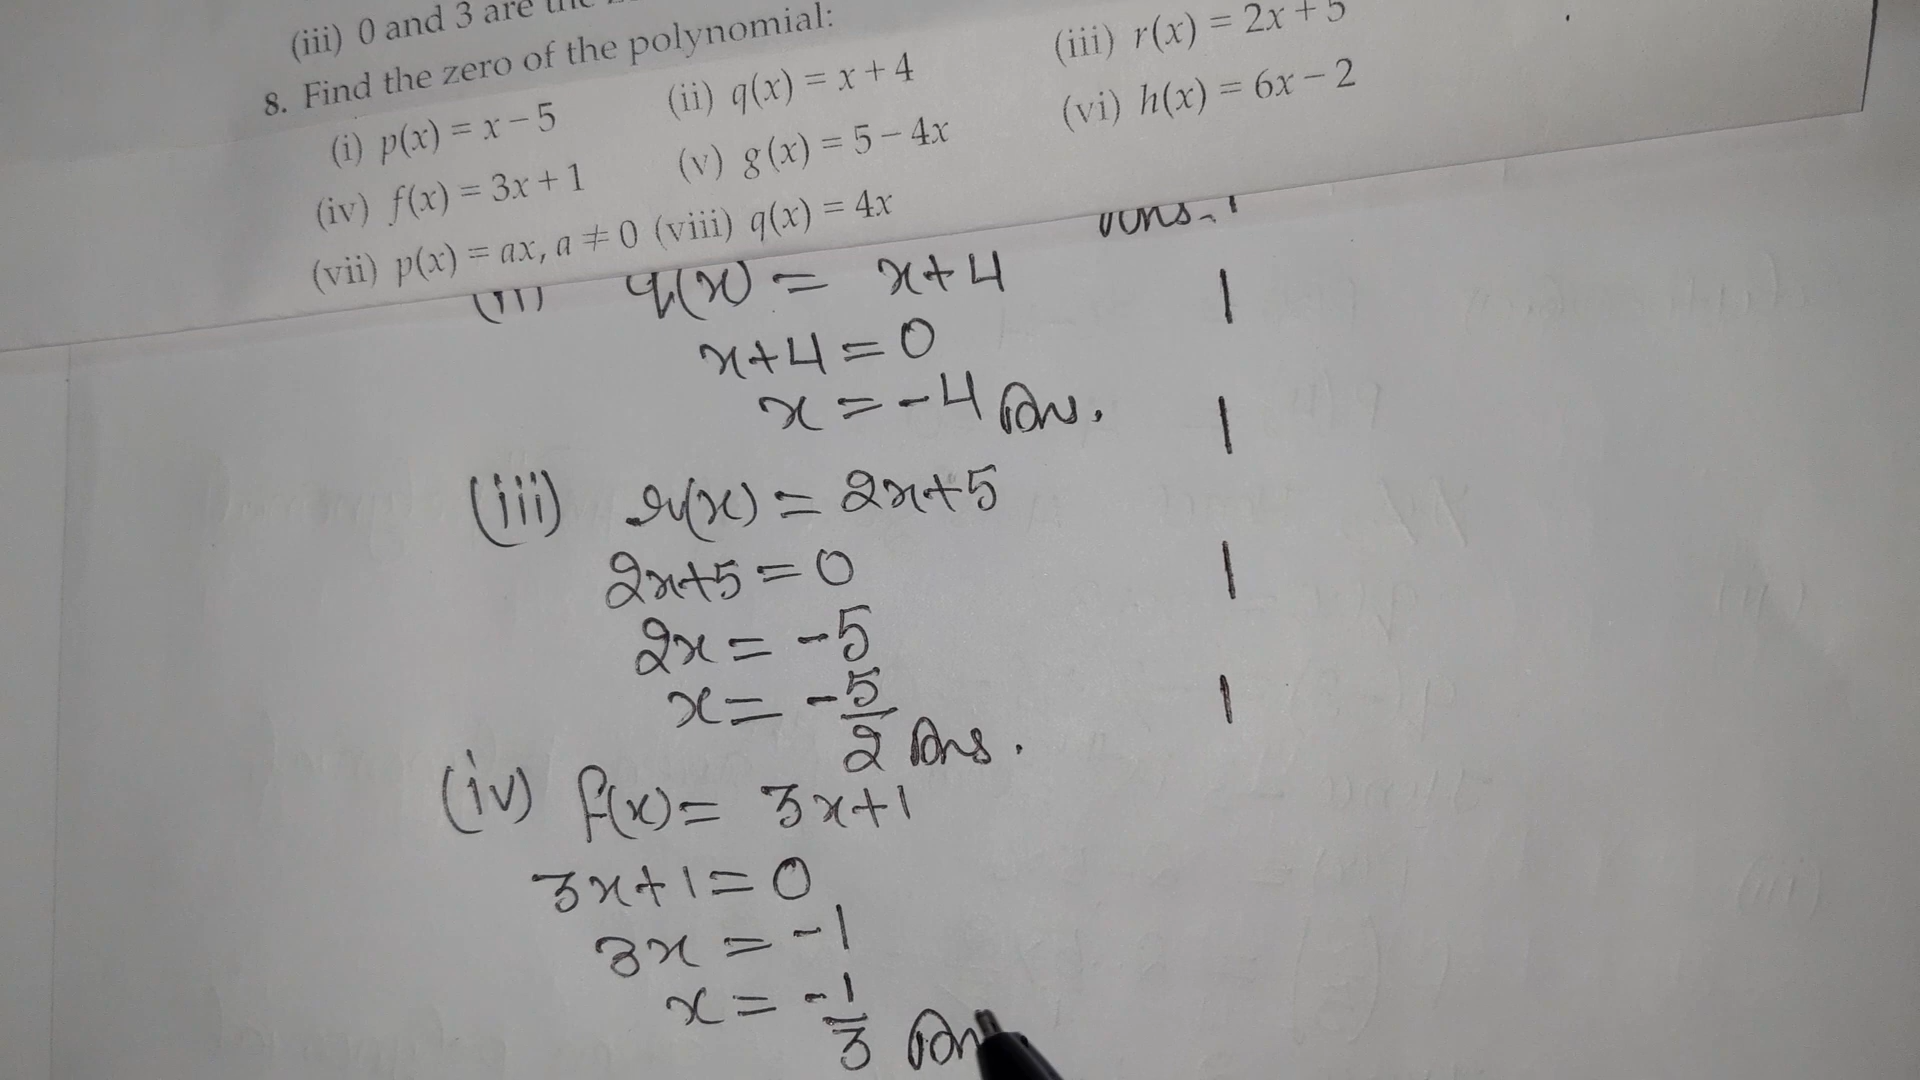 (iii) 0 and 3 are the
8. Find the zero of the polynomial:
(i) p(x) = x – 5 (ii) q(x) = x + 4 (iii) r(x) = 2x + 5
(iv) f(x) = 3x + 1 (v) g(x) = 5 – 4x (vi) h(x) = 6x – 2
(vii) p(x) = ax, a ≠ 0 (viii) q(x) = 4x
Ans.
q(x) = x+4
x+4 = 0
x = -4 Ans.
(iii) r(x) = 2x+5
2x+5 = 0
2x = -5
x = -5/2 Ans.
(iv) f(x) = 3x+1
3x+1 = 0
3x = -1
x = -1/3 An